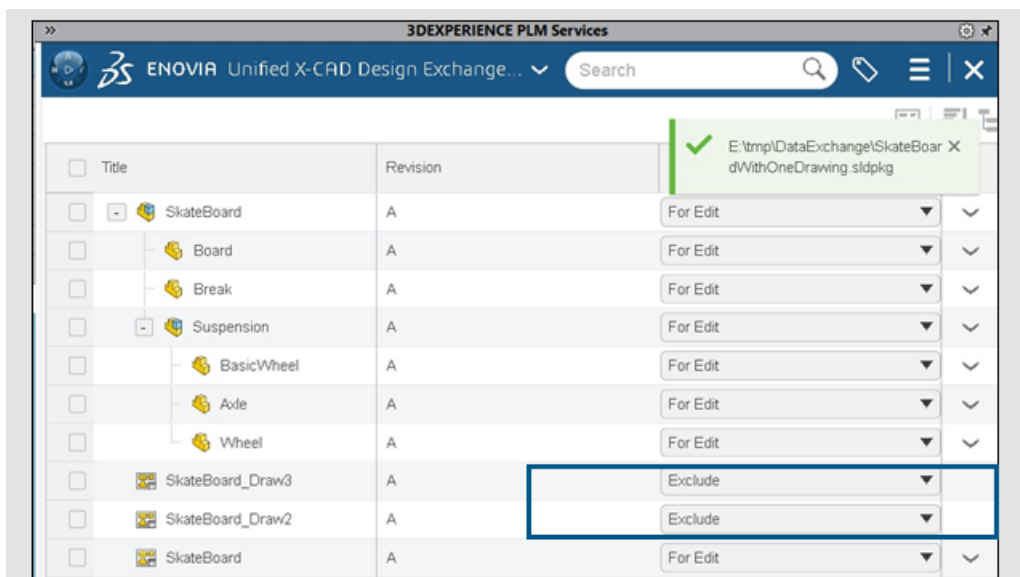 3DEXPERIENCE PLM Services
ENOVIA Unified X-CAD Design Exchange... Search
E:\tmp\DataExchange\SkateBoar
dWithOneDrawing.sldpkg
Title Revision
SkateBoard A For Edit
Board A For Edit
Break A For Edit
Suspension A For Edit
BasicWheel A For Edit
Axle A For Edit
Wheel A For Edit
SkateBoard_Draw3 A Exclude
SkateBoard_Draw2 A Exclude
SkateBoard A For Edit